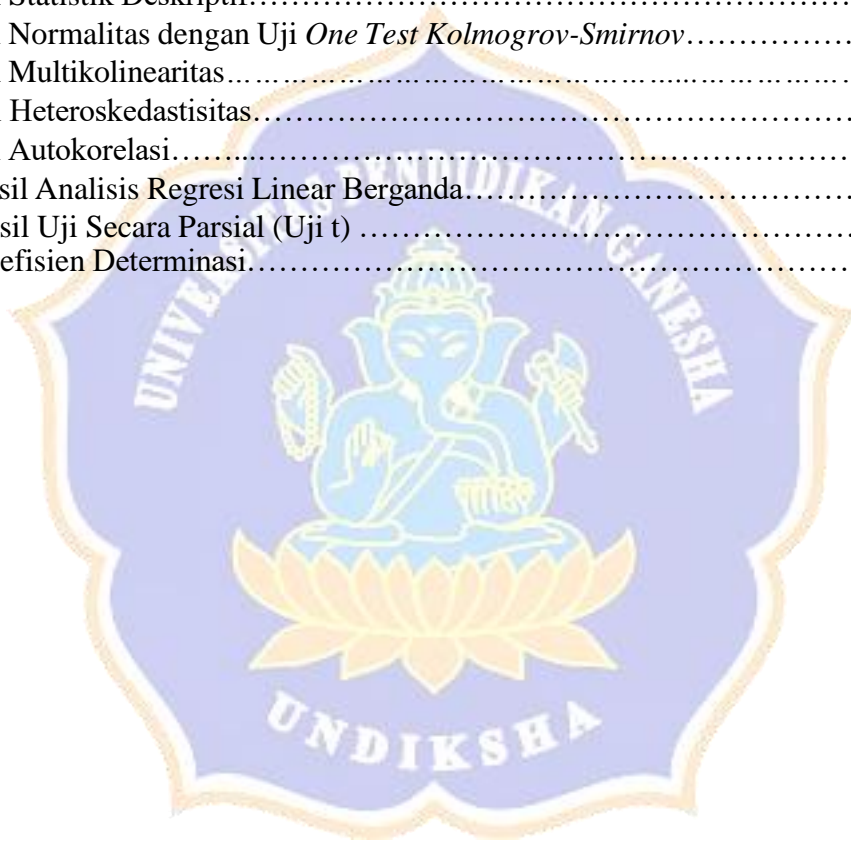 Statistik Deskriptif……………………………………………………
Normalitas dengan Uji One Test Kolmogrov-Smirnov……………
Multikolinearitas………………………………………...……………
Heteroskedastisitas……………………………………………………
Autokorelasi……...……………………………………………………
sil Analisis Regresi Linear Berganda…………………………………
sil Uji Secara Parsial (Uji t) …………………………………………
efisien Determinasi……………………………………………………
UNIVERSITAS PENDIDIKAN GANESHA
UNDIKSHA